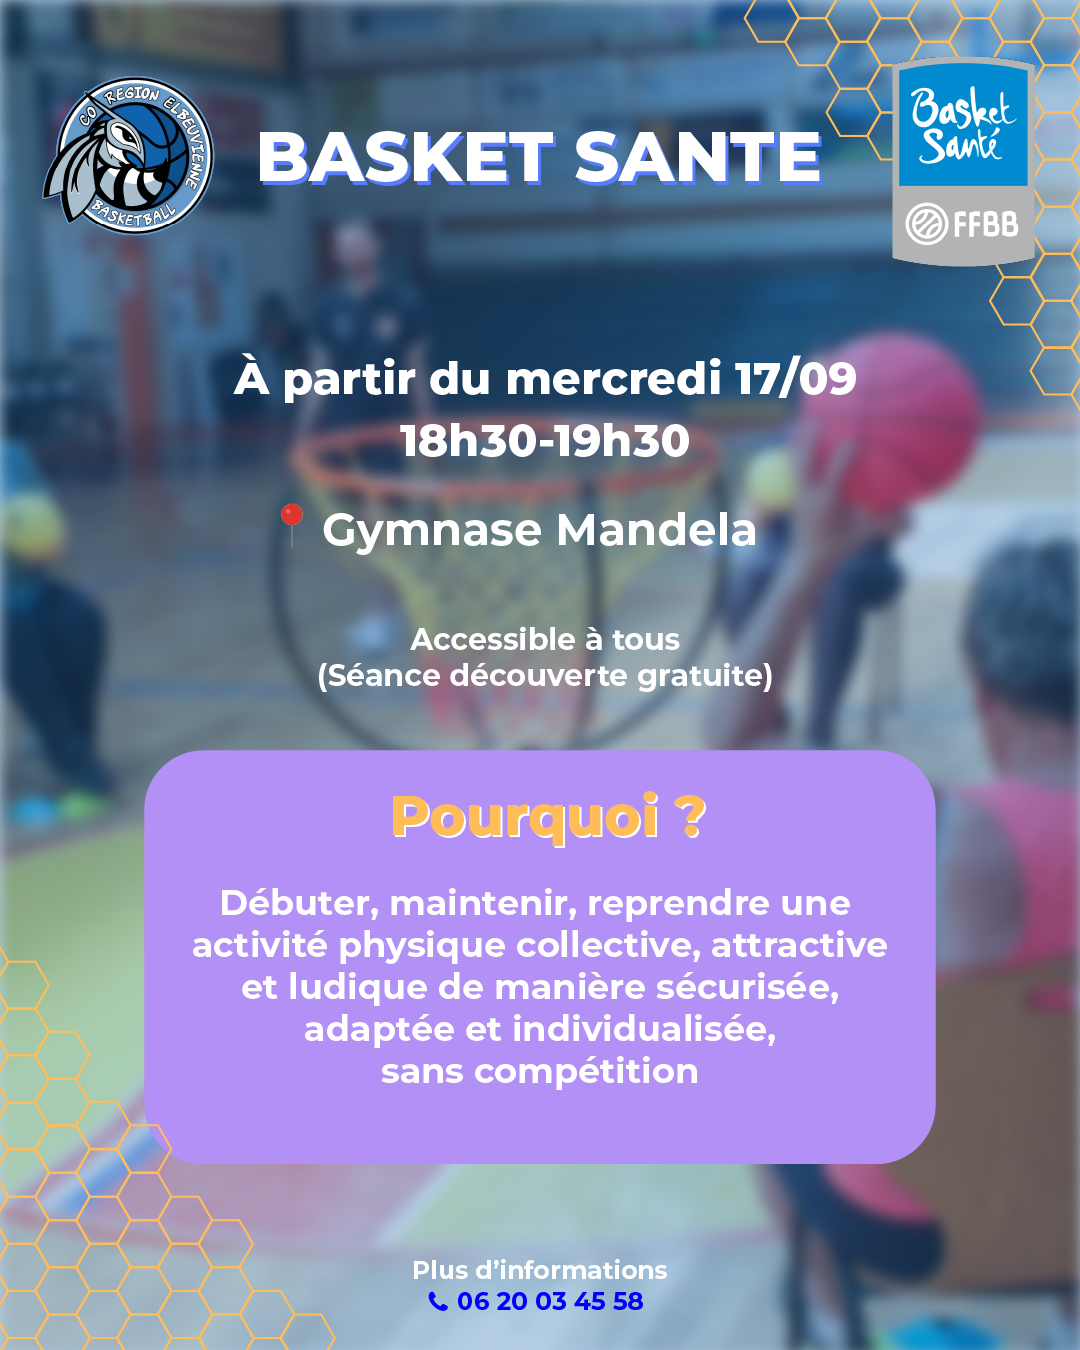 CO REGION ELBEUVIENNE
BASKETBALL
BASKET SANTE
Basket
Santé
FFBB
À partir du mercredi 17/09
18h30-19h30
Gymnase Mandela
Accessible à tous
(Séance découverte gratuite)
Pourquoi ?
Débuter, maintenir, reprendre une
activité physique collective, attractive
et ludique de manière sécurisée,
adaptée et individualisée,
sans compétition
Plus d’informations
06 20 03 45 58